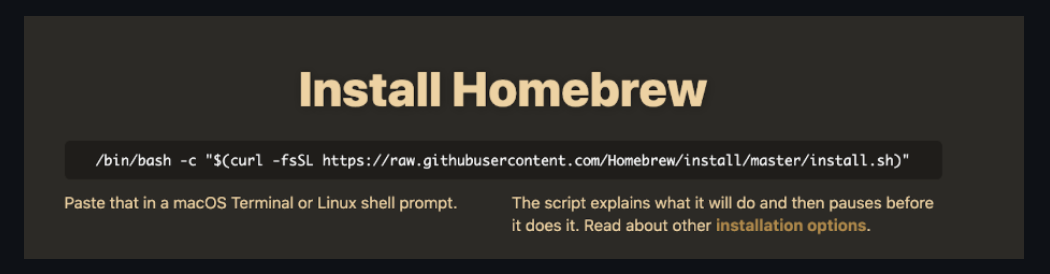 Install Homebrew
/bin/bash -c "$(curl -fsSL https://raw.githubusercontent.com/Homebrew/install/master/install.sh)"
Paste that in a macOS Terminal or Linux shell prompt.
The script explains what it will do and then pauses before
it does it. Read about other installation options.